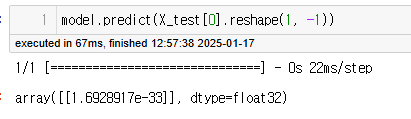 1 model.predict(X_test[0].reshape(1, -1))
executed in 67ms, finished 12:57:38 2025-01-17
1/1 [==============================] - 0s 22ms/step
: array([[1.6928917e-33]], dtype=float32)